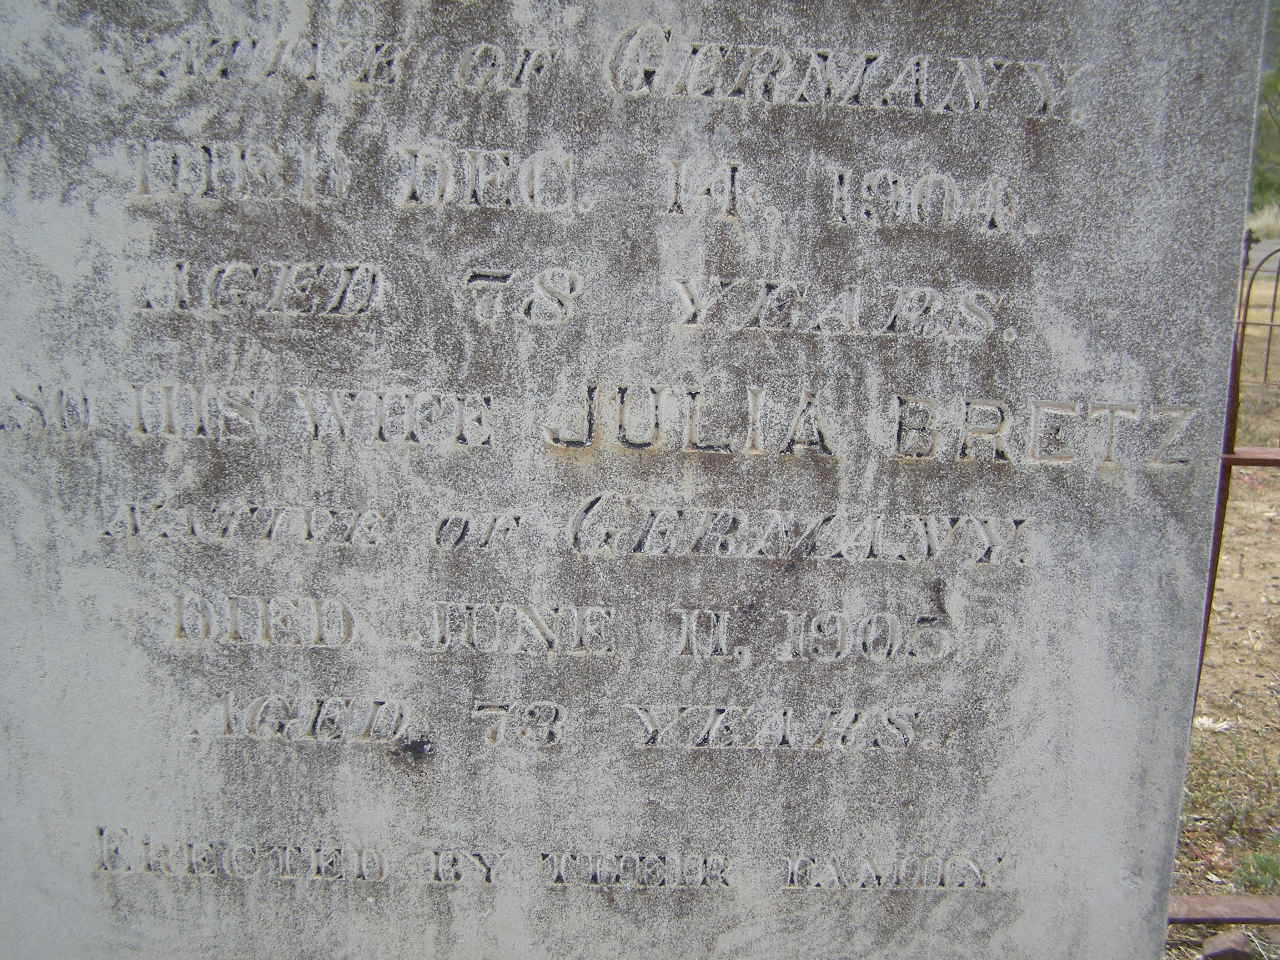 NATIVE OF GERMANY.
DIED DEC. 14, 1904.
AGED 78 YEARS.
AND HIS WIFE JULIA BRETZ
NATIVE OF GERMANY.
DIED JUNE 11, 1905,
AGED 73 YEARS.
ERECTED BY THEIR FAMILY